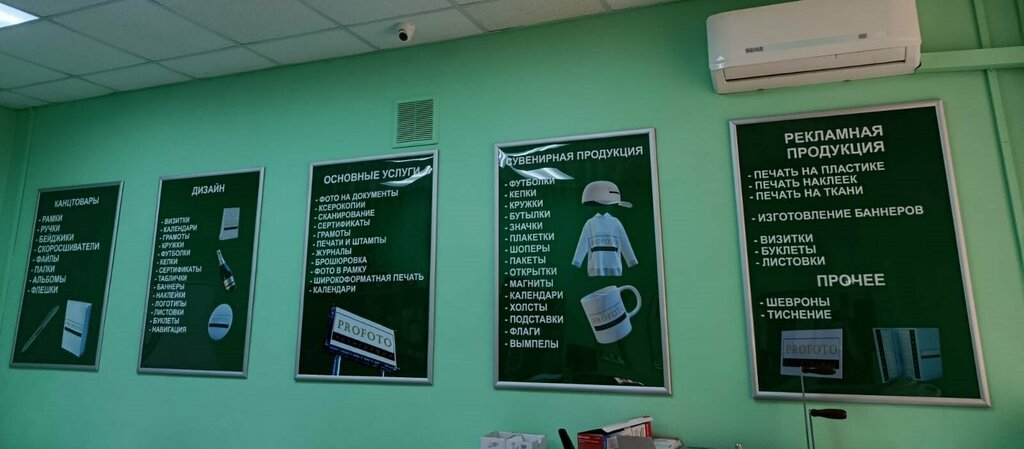 КАНЦТОВАРЫ
- РАМКИ
- РУЧКИ
- БЕЙДЖИКИ
- СКОРОСШИВАТЕЛИ
- ФАЙЛЫ
- ПАПКИ
- АЛЬБОМЫ
- ФЛЕШКИ
ДИЗАЙН
- ВИЗИТКИ
- КАЛЕНДАРИ
- ГРАМОТЫ
- КРУЖКИ
- ФУТБОЛКИ
- КЕПКИ
- СЕРТИФИКАТЫ
- ТАБЛИЧКИ
- БАННЕРЫ
- НАКЛЕЙКИ
- ЛОГОТИПЫ
- ЛИСТОВКИ
- БУКЛЕТЫ
- НАВИГАЦИЯ
ОСНОВНЫЕ УСЛУГИ
- ФОТО НА ДОКУМЕНТЫ
- КСЕРОКОПИИ
- СКАНИРОВАНИЕ
- СЕРТИФИКАТЫ
- ГРАМОТЫ
- ПЕЧАТИ И ШТАМПЫ
- ЖУРНАЛЫ
- БРОШЮРОВКА
- ФОТО В РАМКУ
- ШИРОКОФОРМАТНАЯ ПЕЧАТЬ
- КАЛЕНДАРИ
PROFOTO
СУВЕНИРНАЯ ПРОДУКЦИЯ
- ФУТБОЛКИ
- КЕПКИ
- КРУЖКИ
- БУТЫЛКИ
- ЗНАЧКИ
- ПЛАКЕТКИ
- ШОПЕРЫ
- ПАКЕТЫ
- ОТКРЫТКИ
- МАГНИТЫ
- КАЛЕНДАРИ
- ХОЛСТЫ
- ПОДСТАВКИ
- ФЛАГИ
- ВЫМПЕЛЫ
PROFOTO
PROFOTO
РЕКЛАМНАЯ
ПРОДУКЦИЯ
- ПЕЧАТЬ НА ПЛАСТИКЕ
- ПЕЧАТЬ НАКЛЕЕК
- ПЕЧАТЬ НА ТКАНИ
- ИЗГОТОВЛЕНИЕ БАННЕРОВ
- ВИЗИТКИ
- БУКЛЕТЫ
- ЛИСТОВКИ
ПРОЧЕЕ
- ШЕВРОНЫ
- ТИСНЕНИЕ
PROFOTO